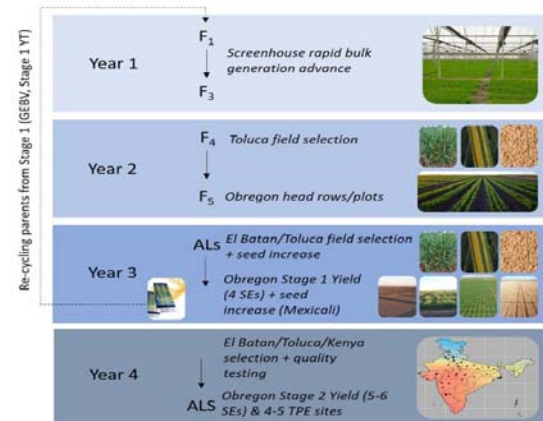 Re-cycling parents from Stage 1 (GEBV, Stage 1 YT)
Year 1
F1
Screenhouse rapid bulk
generation advance
F3
Year 2
F4
Toluca field selection
F5
Obregon head rows/plots
Year 3
ALs
El Batan/Toluca field selection
+ seed increase
Obregon Stage 1 Yield
(4 SEs) + seed
increase (Mexicali)
Year 4
El Batan/Toluca/Kenya
selection + quality
testing
ALS
Obregon Stage 2 Yield (5-6
SEs) & 4-5 TPE sites